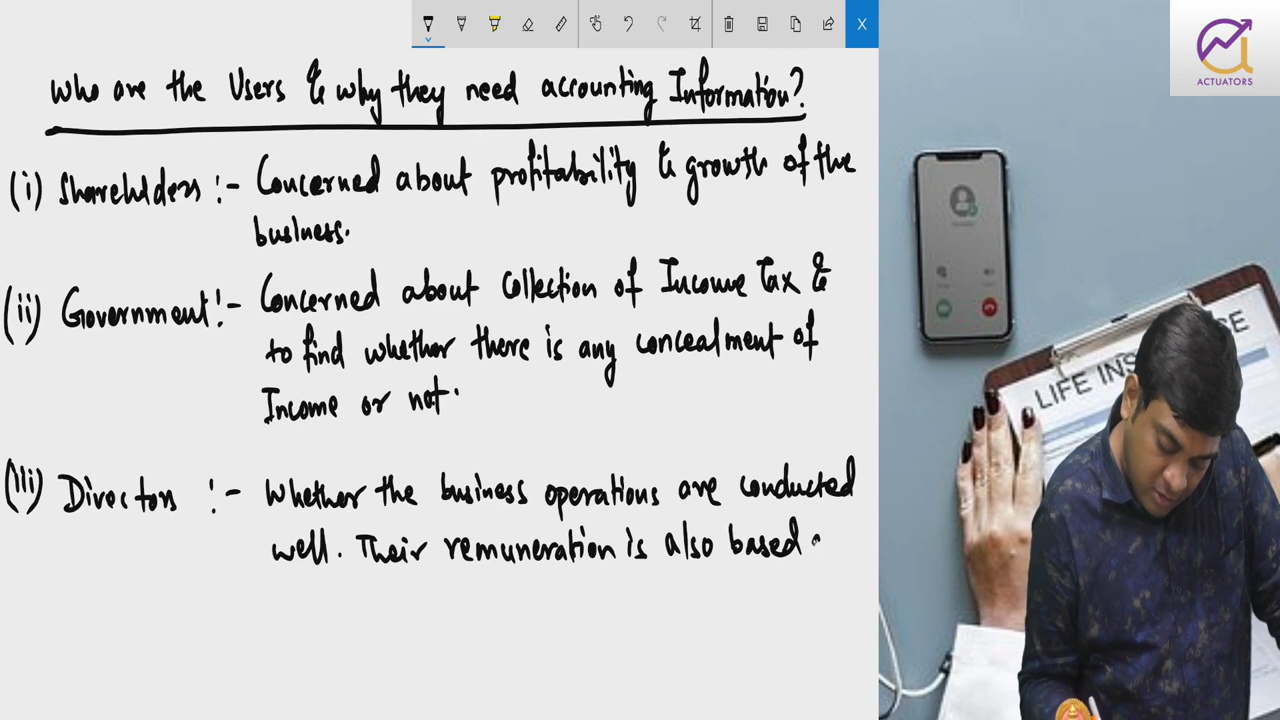 Who are the Users & why they need accounting Information?
(i) Shareholders :- Concerned about profitability & growth of the
business.
(ii) Government :- Concerned about Collection of Income Tax &
to find whether there is any concealment of
Income or not.
(iii) Directors :- Whether the business operations are conducted
well. Their remuneration is also based
X
ACTUATORS
LIFE INS
CE